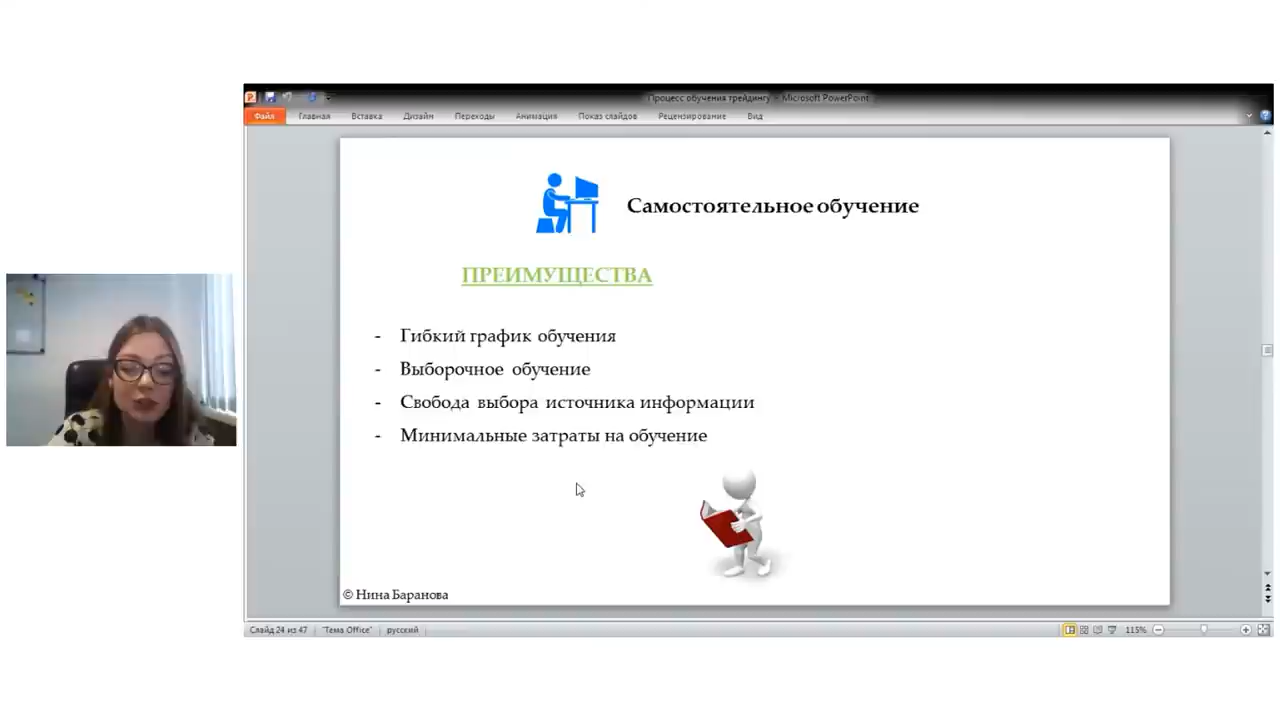 Процесс обучения трейдингу - Microsoft PowerPoint
Файл Главная Вставка Дизайн Переходы Анимация Показ слайдов Рецензирование Вид
Самостоятельное обучение
ПРЕИМУЩЕСТВА
- Гибкий график обучения
- Выборочное обучение
- Свобода выбора источника информации
- Минимальные затраты на обучение
© Нина Баранова
Слайд 24 из 47 "Тема Office" русский 115%